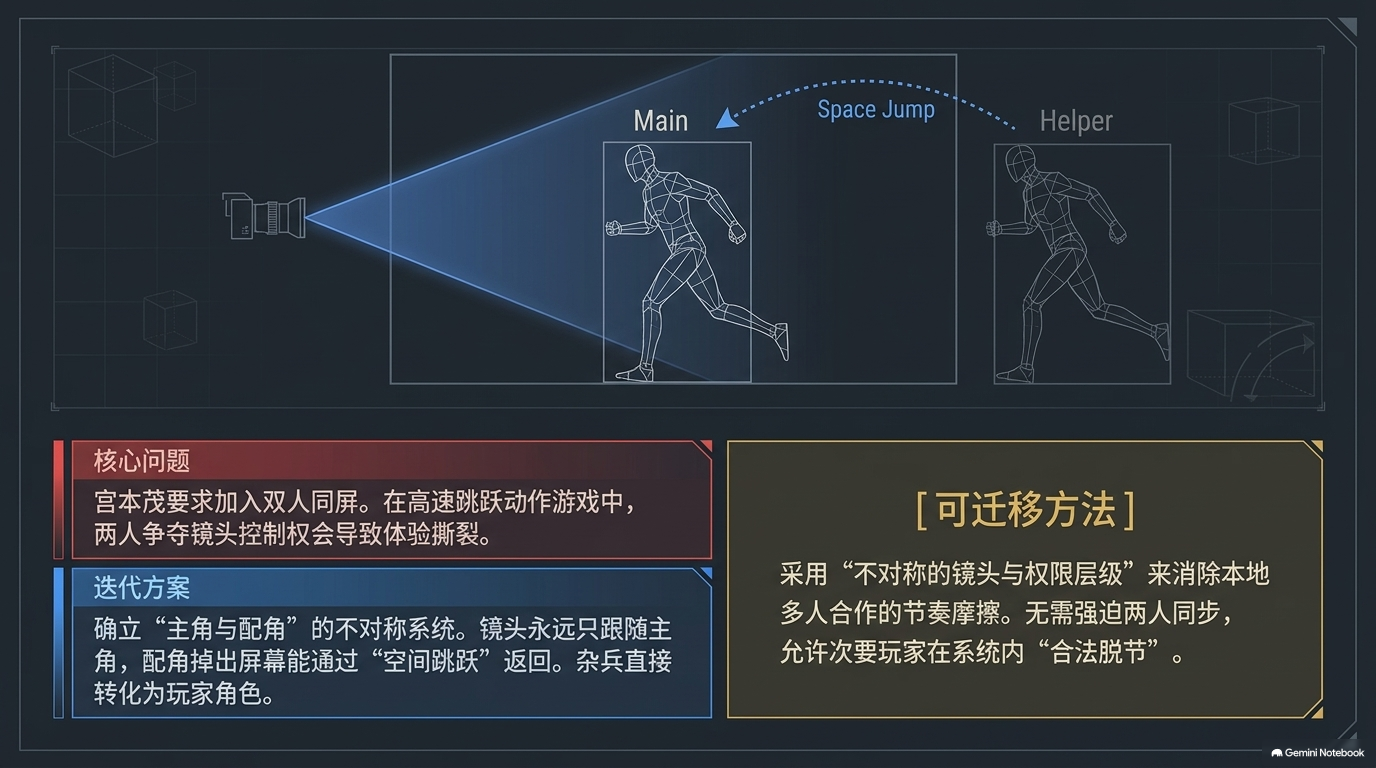 Main
Space Jump
Helper
核心问题
宫本茂要求加入双人同屏。在高速跳跃动作游戏中，
两人争夺镜头控制权会导致体验撕裂。
迭代方案
确立“主角与配角”的不对称系统。镜头永远只跟随主
角，配角掉出屏幕能通过“空间跳跃”返回。杂兵直接
转化为玩家角色。
[可迁移方法]
采用“不对称的镜头与权限层级”来消除本地
多人合作的节奏摩擦。无需强迫两人同步，
允许次要玩家在系统内“合法脱节”。
Gemini Notebook